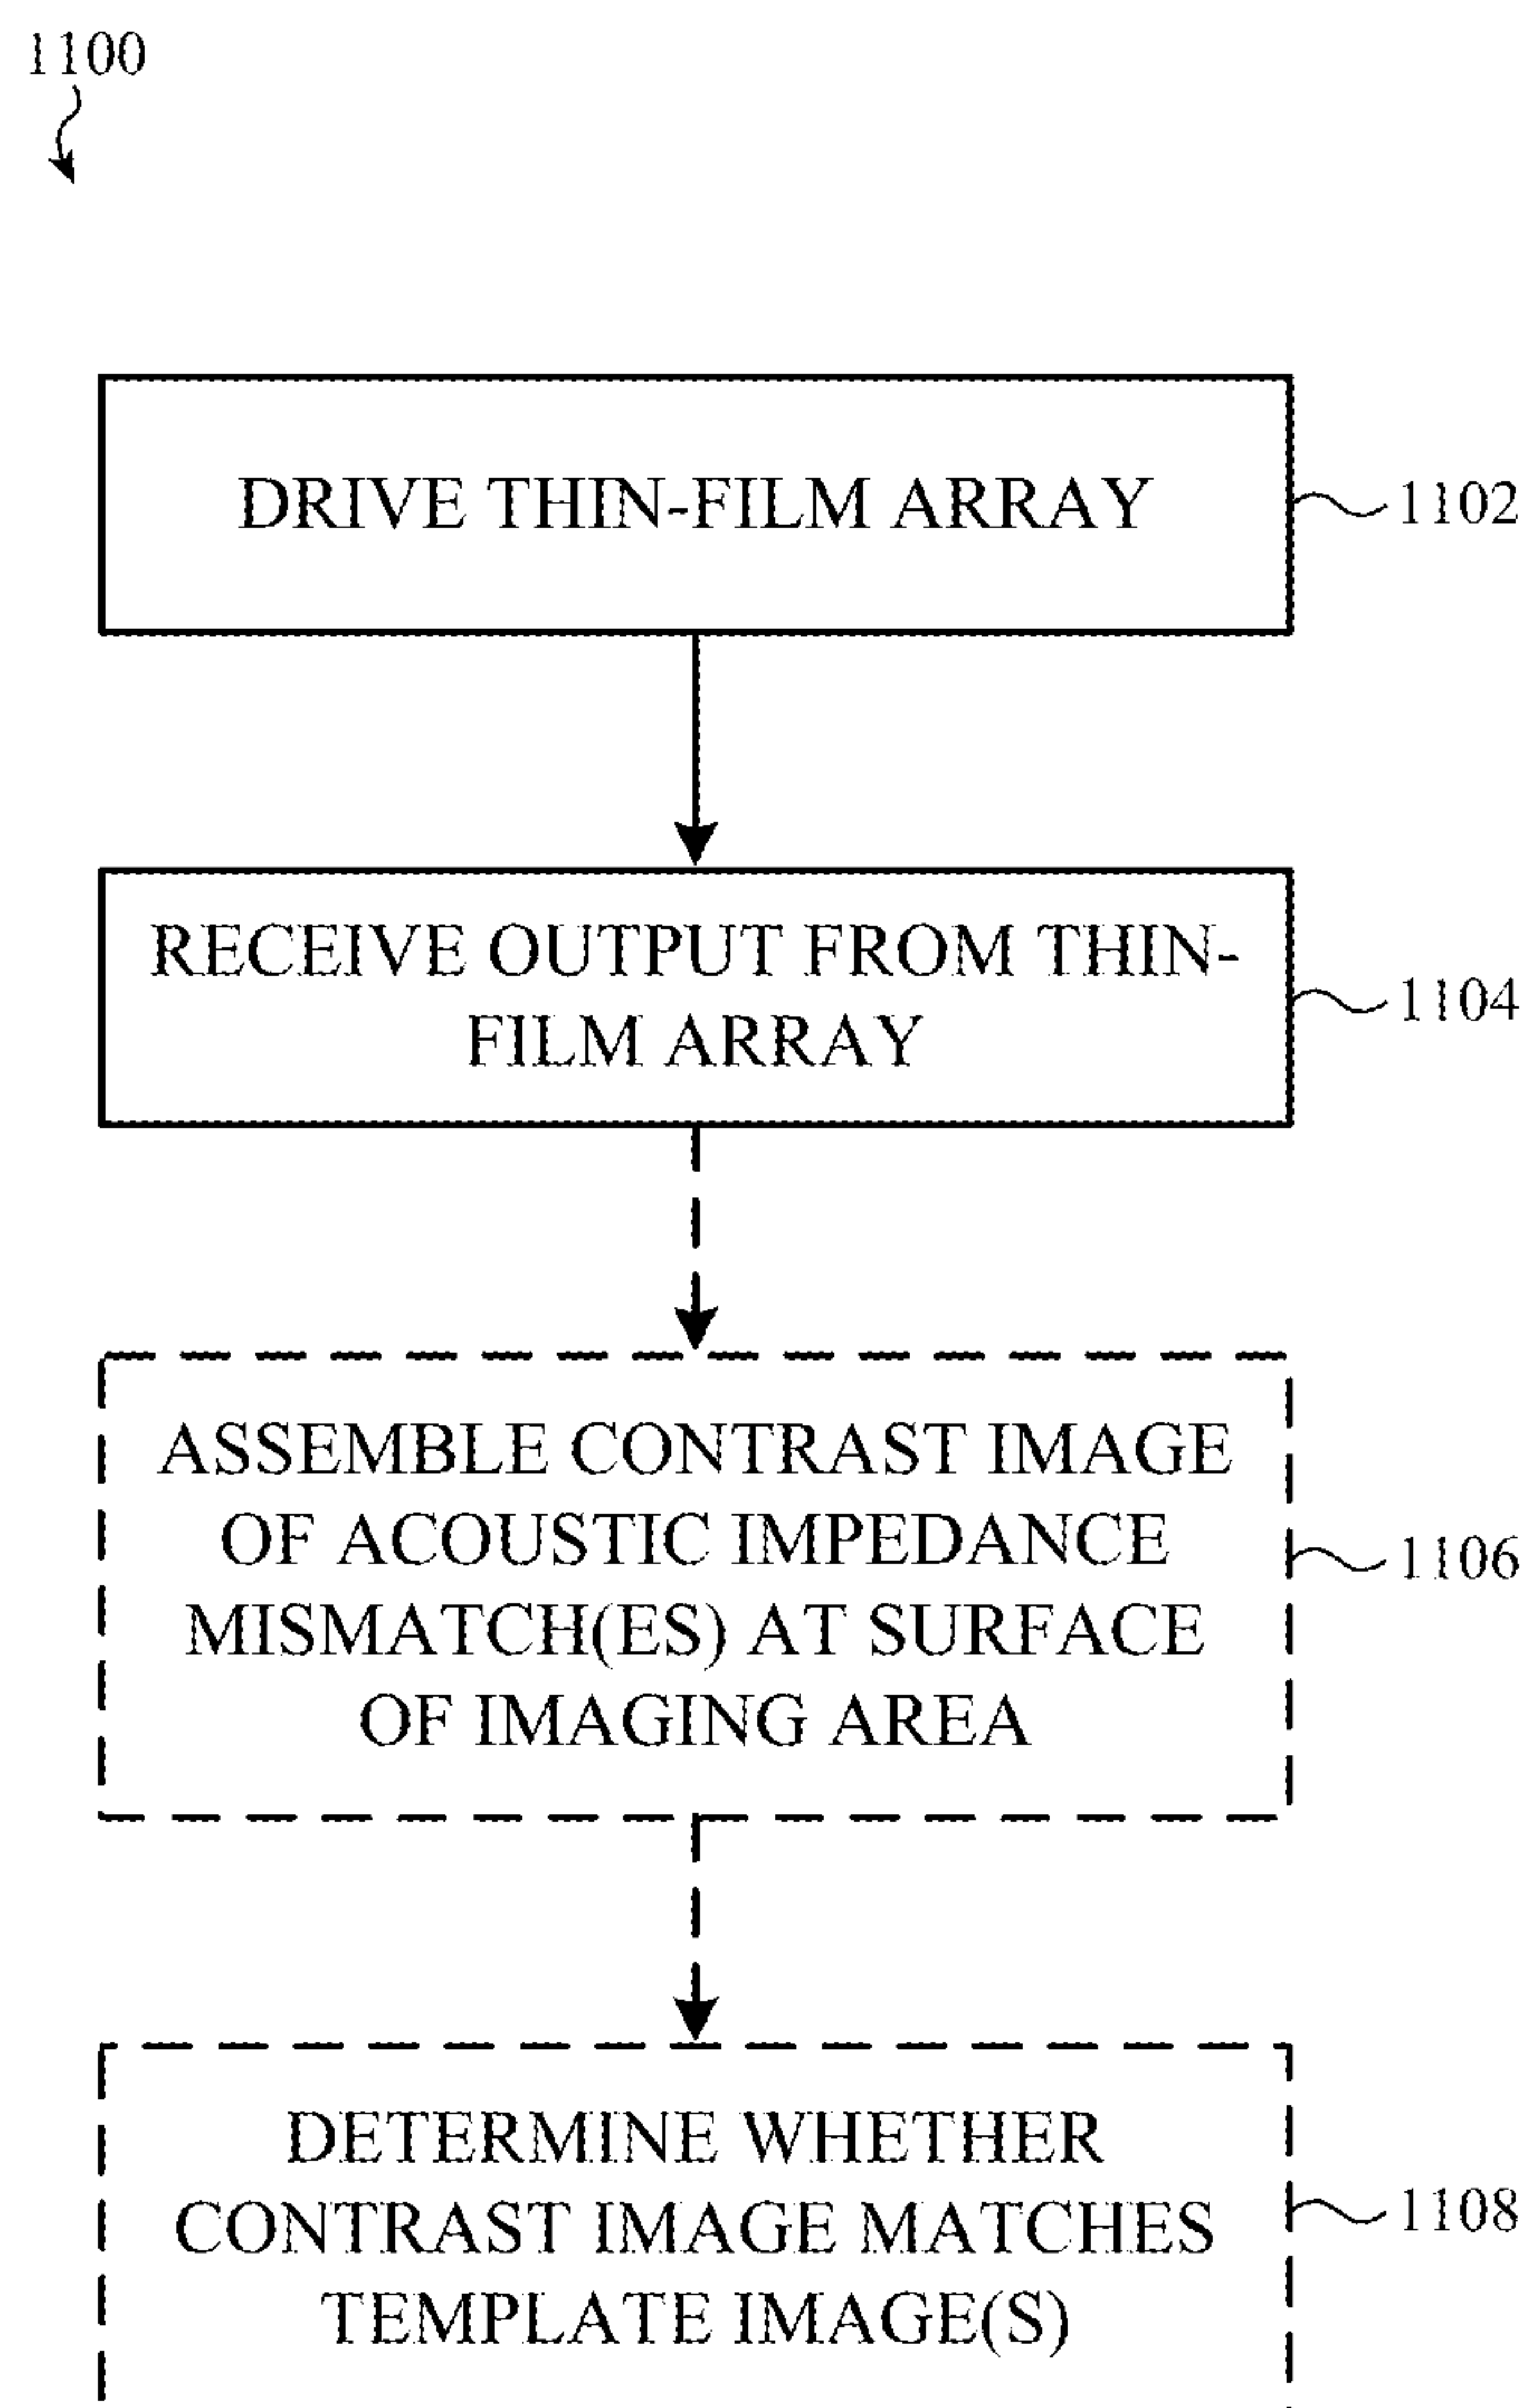 1100
DRIVE THIN-FILM ARRAY
1102
RECEIVE OUTPUT FROM THIN-
FILM ARRAY
1104
ASSEMBLE CONTRAST IMAGE
OF ACOUSTIC IMPEDANCE
MISMATCH(ES) AT SURFACE
OF IMAGING AREA
1106
DETERMINE WHETHER
CONTRAST IMAGE MATCHES
TEMPLATE IMAGE(S)
1108